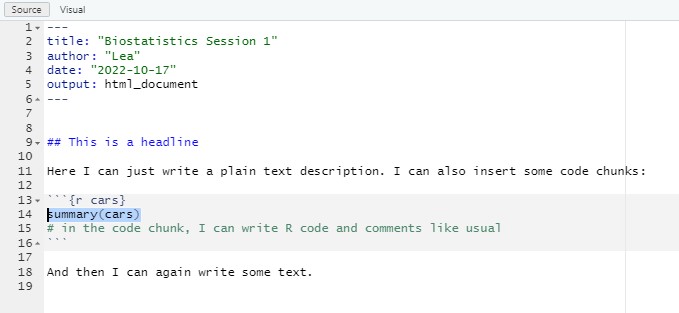 Source Visual
1 ---
2 title: "Biostatistics Session 1"
3 author: "Lea"
4 date: "2022-10-17"
5 output: html_document
6 ---
7
8
9 ## This is a headline
10
11 Here I can just write a plain text description. I can also insert some code chunks:
12
13 ```{r cars}
14 summary(cars)
15 # in the code chunk, I can write R code and comments like usual
16 ```
17
18 And then I can again write some text.
19